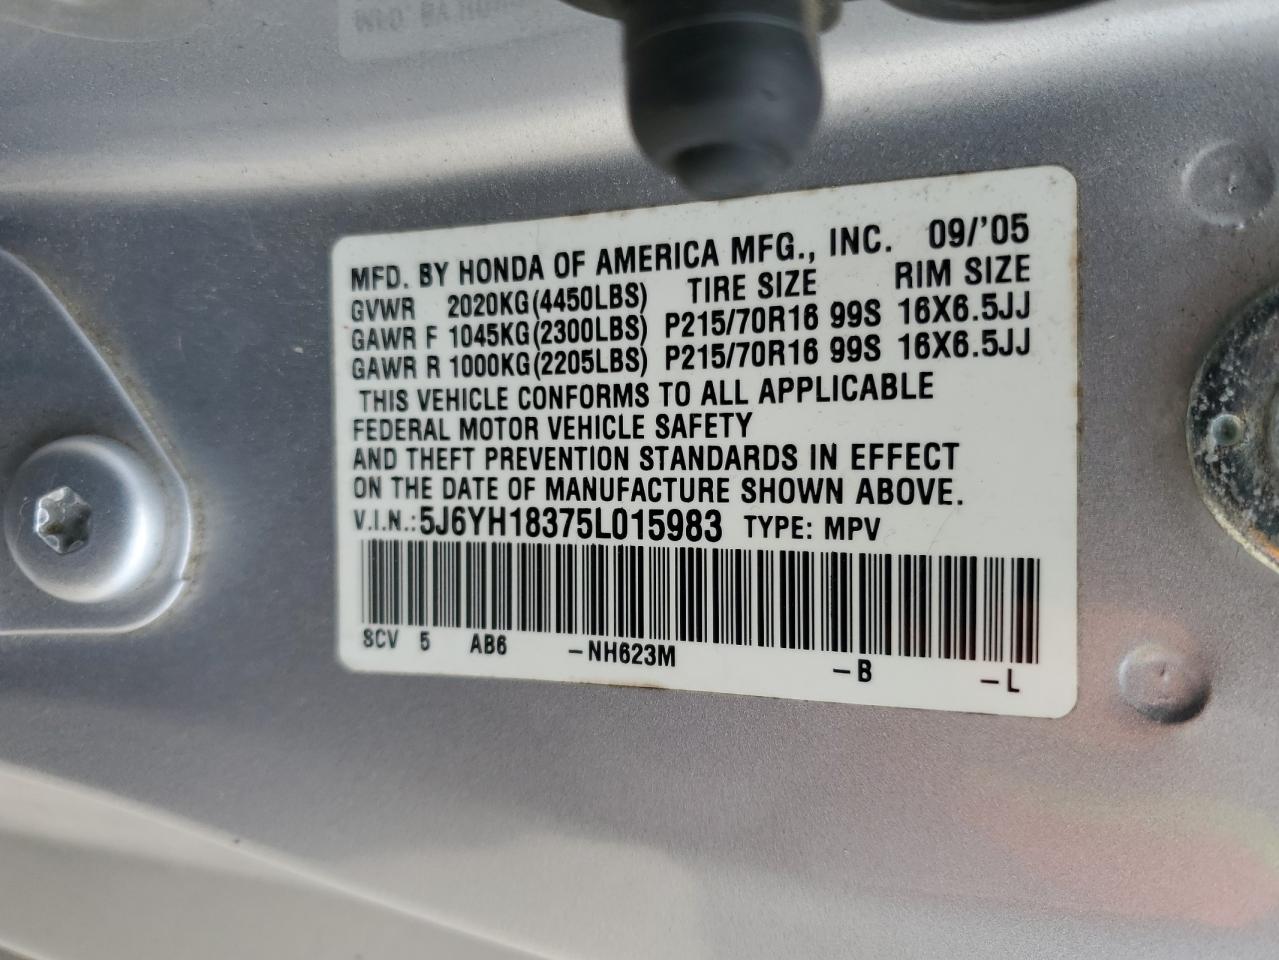 MFD. BY HONDA OF AMERICA MFG., INC. 09/'05
GVWR 2020KG(4450LBS) TIRE SIZE RIM SIZE
GAWR F 1045KG(2300LBS) P215/70R16 99S 16X6.5JJ
GAWR R 1000KG(2205LBS) P215/70R16 99S 16X6.5JJ
THIS VEHICLE CONFORMS TO ALL APPLICABLE
FEDERAL MOTOR VEHICLE SAFETY
AND THEFT PREVENTION STANDARDS IN EFFECT
ON THE DATE OF MANUFACTURE SHOWN ABOVE.
V.I.N.: 5J6YH18375L015983 TYPE: MPV
SCV 5 AB6 -NH623M -B -L